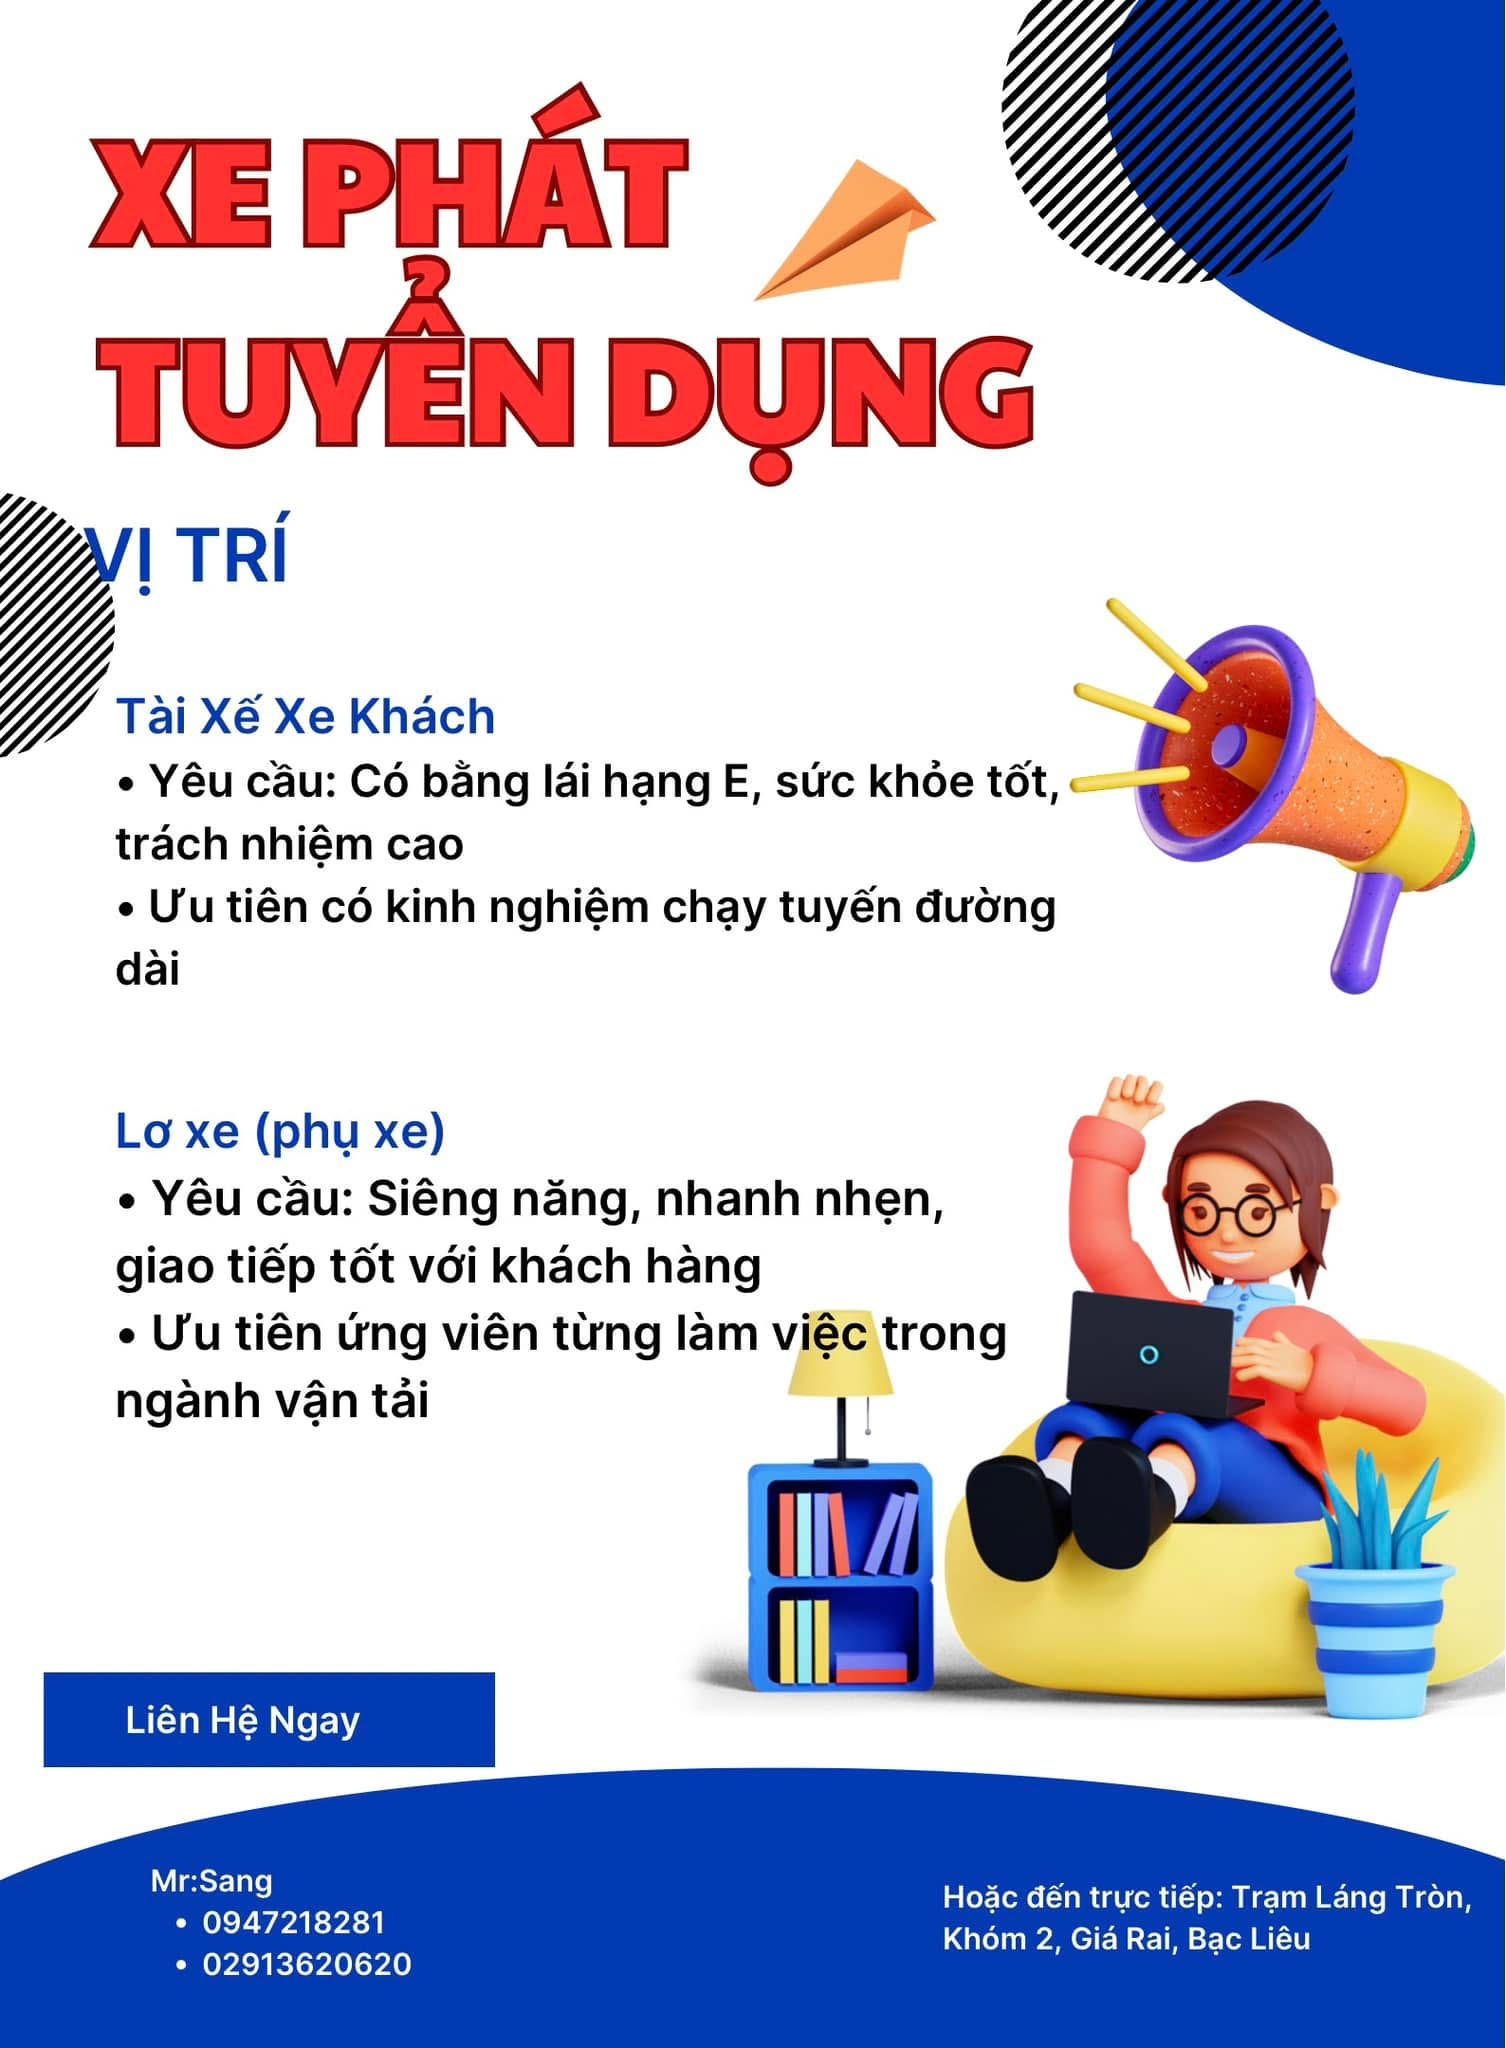 XE PHÁT
TUYỂN DỤNG
VỊ TRÍ
Tài Xế Xe Khách
• Yêu cầu: Có bằng lái hạng E, sức khỏe tốt,
trách nhiệm cao
• Ưu tiên có kinh nghiệm chạy tuyến đường
dài
Lơ xe (phụ xe)
• Yêu cầu: Siêng năng, nhanh nhẹn,
giao tiếp tốt với khách hàng
• Ưu tiên ứng viên từng làm việc trong
ngành vận tải
Liên Hệ Ngay
Mr:Sang
• 0947218281
• 02913620620
Hoặc đến trực tiếp: Trạm Láng Tròn,
Khóm 2, Giá Rai, Bạc Liêu